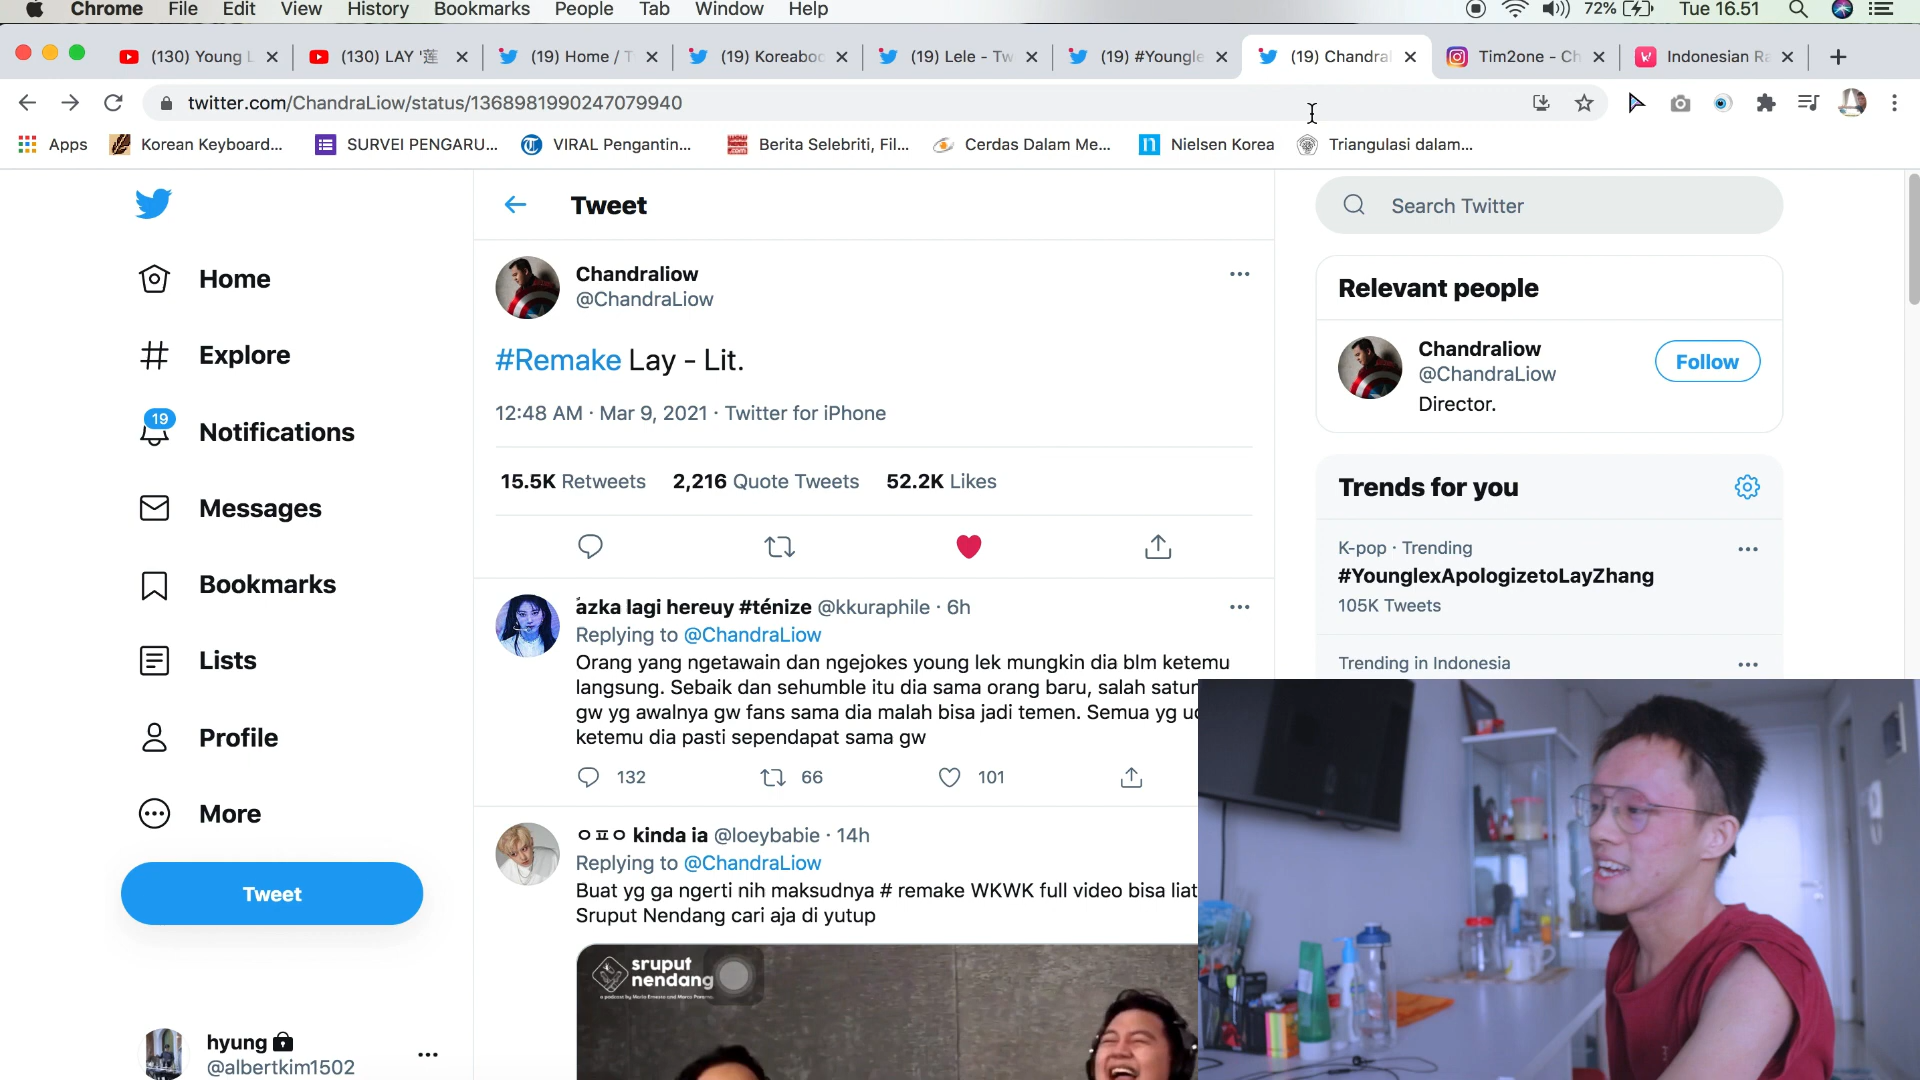 Chrome File Edit View History Bookmarks People Tab Window Help
72% Tue 16.51
(130) Young L
(130) LAY '莲
(19) Home / T
(19) Koreaboo
(19) Lele - Tw
(19) #Youngle
(19) Chandral
Tim2one - Ch
Indonesian Ra
twitter.com/ChandraLiow/status/1368981990247079940
Apps
Korean Keyboard...
SURVEI PENGARU...
VIRAL Pengantin...
Berita Selebriti, Fil...
Cerdas Dalam Me...
Nielsen Korea
Triangulasi dalam...
Home
Explore
19
Notifications
Messages
Bookmarks
Lists
Profile
More
Tweet
hyung
@albertkim1502
Tweet
Chandraliow
@ChandraLiow
#Remake Lay - Lit.
12:48 AM · Mar 9, 2021 · Twitter for iPhone
15.5K Retweets 2,216 Quote Tweets 52.2K Likes
azka lagi hereuy #ténize @kkuraphile · 6h
Replying to @ChandraLiow
Orang yang ngetawain dan ngejokes young lek mungkin dia blm ketemu
langsung. Sebaik dan sehumble itu dia sama orang baru, salah satur
gw yg awalnya gw fans sama dia malah bisa jadi temen. Semua yg
ketemu dia pasti sependapat sama gw
132 66 101
ㅇㅍㅇ kinda ia @loeybabie · 14h
Replying to @ChandraLiow
Buat yg ga ngerti nih maksudnya # remake WKWK full video bisa liat
Sruput Nendang cari aja di yutup
sruput
nendang
Search Twitter
Relevant people
Chandraliow
@ChandraLiow
Director.
Follow
Trends for you
K-pop · Trending
#YounglexApologizetoLayZhang
105K Tweets
Trending in Indonesia